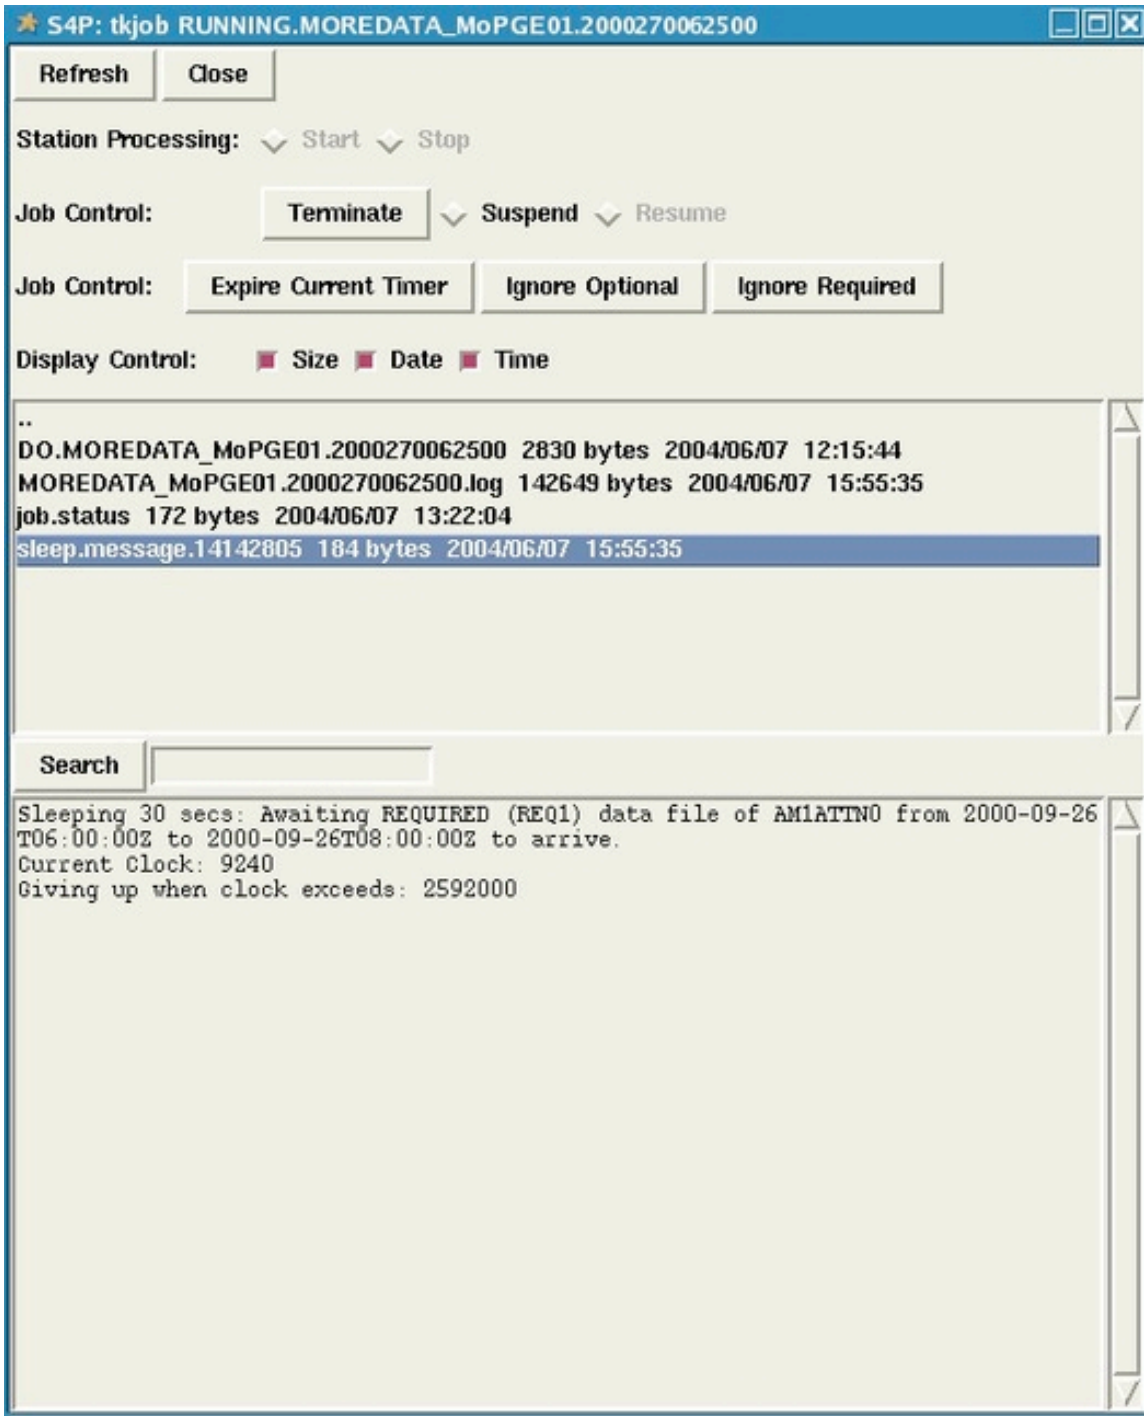 S4P: tkjob RUNNING.MOREDATA_MoPGE01.2000270062500
Refresh Close
Station Processing: Start Stop
Job Control: Terminate Suspend Resume
Job Control: Expire Current Timer Ignore Optional Ignore Required
Display Control: Size Date Time
..
DO.MOREDATA_MoPGE01.2000270062500 2830 bytes 2004/06/07 12:15:44
MOREDATA_MoPGE01.2000270062500.log 142649 bytes 2004/06/07 15:55:35
job.status 172 bytes 2004/06/07 13:22:04
sleep.message.14142805 184 bytes 2004/06/07 15:55:35
Search
Sleeping 30 secs: Awaiting REQUIRED (REQ1) data file of AM1ATTN0 from 2000-09-26
T06:00:00Z to 2000-09-26T08:00:00Z to arrive.
Current Clock: 9240
Giving up when clock exceeds: 2592000